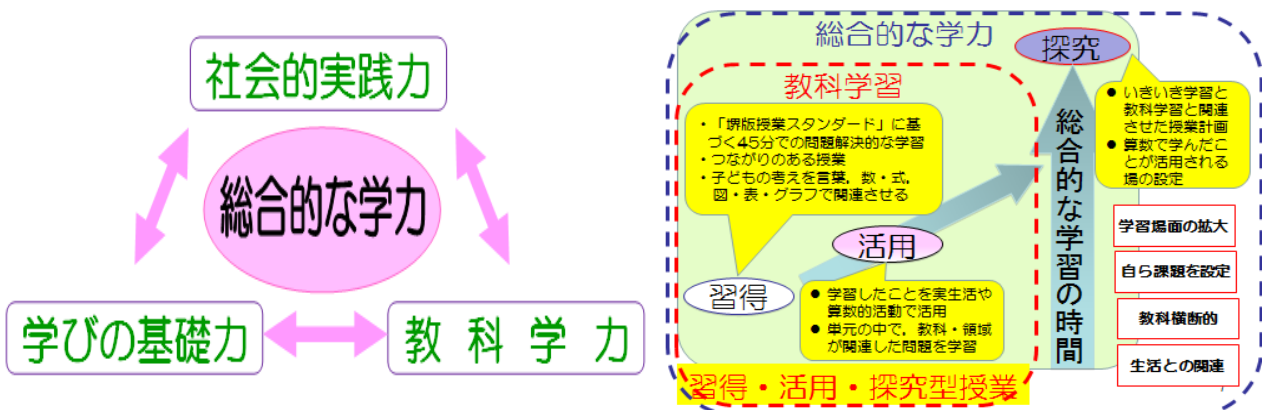 社会的実践力
総合的な学力
学びの基礎力
教科学力
総合的な学力
探究
教科学習
・「堺版授業スタンダード」に基
づく45分での問題解決的な学習
・つながりのある授業
・子どもの考えを言葉，数・式，
図・表・グラフで関連させる
● いきいき学習と
教科学習と関連
させた授業計画
● 算数で学んだこ
とが活用される
場の設定
総合的な学習の時間
活用
習得
● 学習したことを実生活や
算数的活動で活用
● 単元の中で，教科・領域
が関連した問題を学習
学習場面の拡大
自ら課題を設定
教科横断的
生活との関連
習得・活用・探究型授業